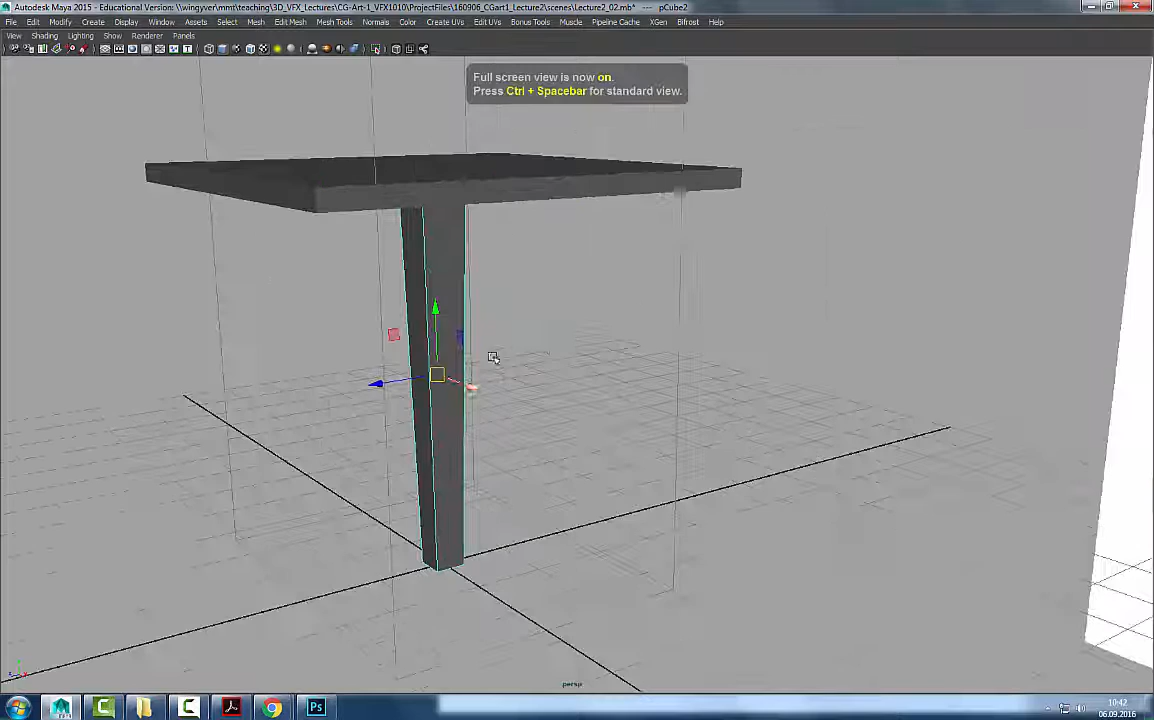 Autodesk Maya 2015 - Educational Version: \\wingyver\mmt\teaching\3D_VFX_Lectures\CG-Art-1_VFX1010\ProjectFiles\160906_CGart1_Lecture2\scenes\Lecture2_02.mb* --- pCube2
File Edit Modify Create Display Window Assets Select Mesh Edit Mesh Mesh Tools Normals Color Create UVs Edit UVs Bonus Tools Muscle Pipeline Cache XGen Bifrost Help
View Shading Lighting Show Renderer Panels
Full screen view is now on.
Press Ctrl + Spacebar for standard view.
persp
Ps
10:42
06.09.2016